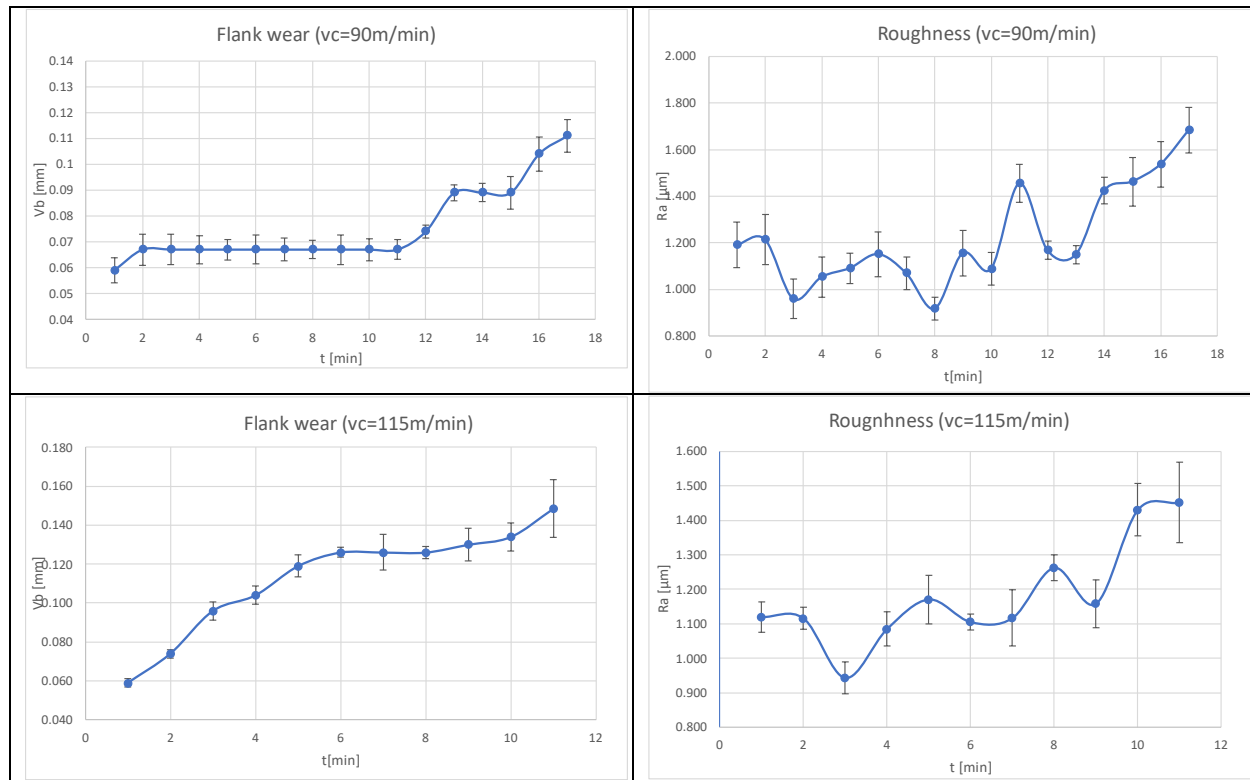 Flank wear (vc=90m/min)
0.14
0.13
0.12
0.11
0.1
0.09
0.08
0.07
0.06
0.05
0.04
Vb [mm]
0 2 4 6 8 10 12 14 16 18
t [min]
Roughness (vc=90m/min)
2.000
1.800
1.600
1.400
1.200
1.000
0.800
Ra [µm]
0 2 4 6 8 10 12 14 16 18
t[min]
Flank wear (vc=115m/min)
0.180
0.160
0.140
0.120
0.100
0.080
0.060
0.040
Vb [mm]
0 2 4 6 8 10 12
t[min]
Rougnhness (vc=115m/min)
1.600
1.500
1.400
1.300
1.200
1.100
1.000
0.900
0.800
Ra [µm]
0 2 4 6 8 10 12
t [min]